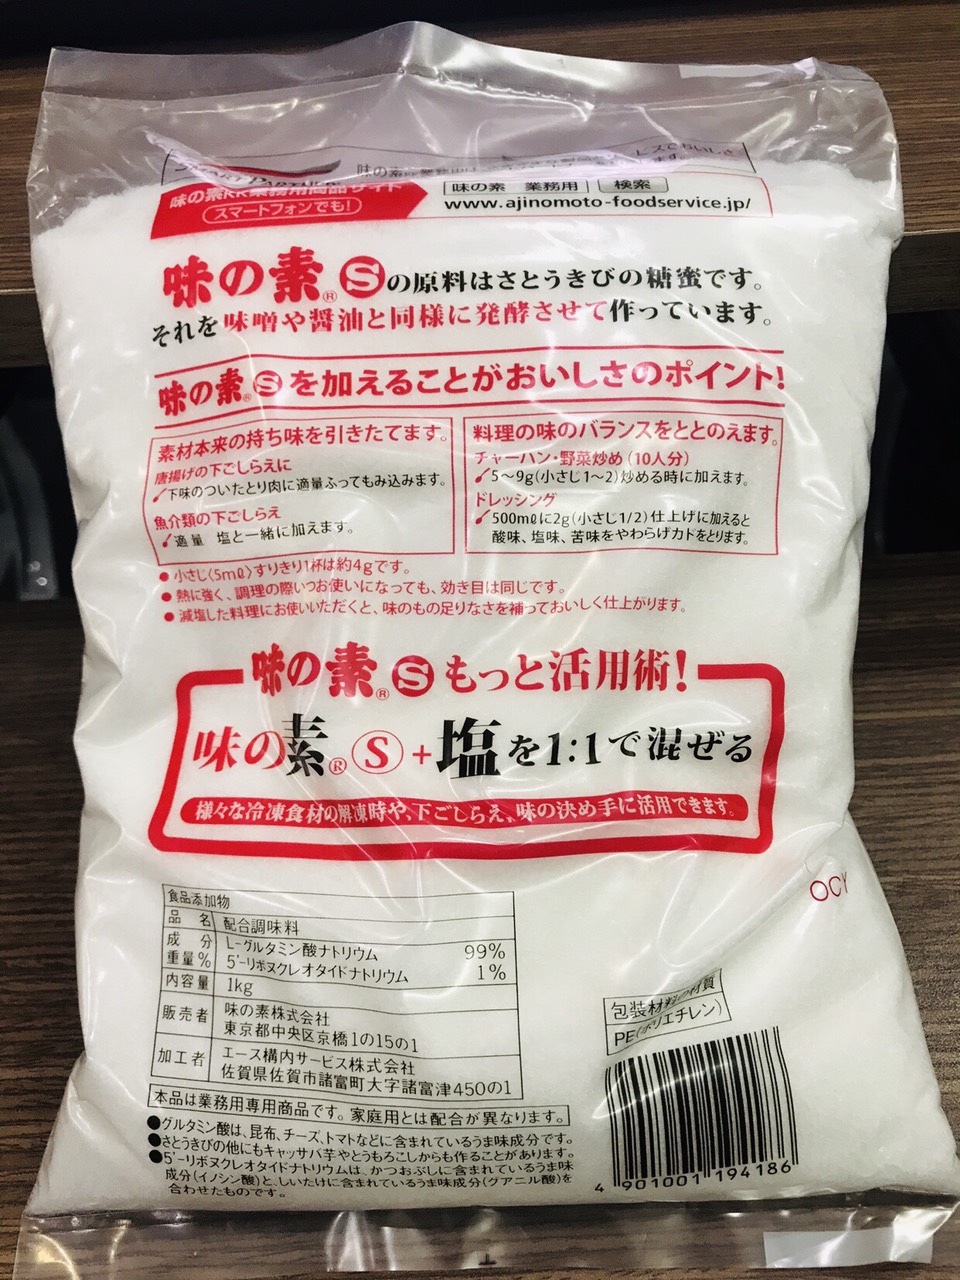 味の素KK業務用商品サイト
スマートフォンでも!
味の素 業務用 検索
www.ajinomoto-foodservice.jp/
味の素®Ⓢの原料はさとうきびの糖蜜です。
それを味噌や醤油と同様に発酵させて作っています。
味の素®Ⓢを加えることがおいしさのポイント!
素材本来の持ち味を引きたてます。
唐揚げの下ごしらえに
下味のついたとり肉に適量ふってもみ込みます。
魚介類の下ごしらえ
適量 塩と一緒に加えます。
料理の味のバランスをととのえます。
チャーハン・野菜炒め(10人分)
5〜9g(小さじ1〜2)炒める時に加えます。
ドレッシング
500mlに2g(小さじ1/2)仕上げに加えると
酸味、塩味、苦味をやわらげカドをとります。
●小さじ〈5ml〉すりきり1杯は約4gです。
●熱に強く、調理の際いつお使いになっても、効き目は同じです。
●減塩した料理にお使いいただくと、味のもの足りなさを補っておいしく仕上がります。
味の素®Ⓢもっと活用術!
味の素®Ⓢ+塩を1:1で混ぜる
様々な冷凍食材の解凍時や、下ごしらえ、味の決め手に活用できます。
OCY
食品添加物
品名 配合調味料
成分 L-グルタミン酸ナトリウム 99%
重量% 5'-リボヌクレオタイドナトリウム 1%
内容量 1kg
販売者 味の素株式会社
東京都中央区京橋1の15の1
加工者 エース構内サービス株式会社
佐賀県佐賀市諸富町大字諸富津450の1
本品は業務用専用商品です。家庭用とは配合が異なります。
●グルタミン酸は、昆布、チーズ、トマトなどに含まれているうま味成分です。
●さとうきびの他にもキャッサバ芋やとうもろこしからも作ることがあります。
●5'-リボヌクレオタイドナトリウムは、かつおぶしに含まれているうま味
成分(イノシン酸)と、しいたけに含まれているうま味成分(グアニル酸)を
合わせたものです。
包装材料の材質
PE(ポリエチレン)
4 901001 194186